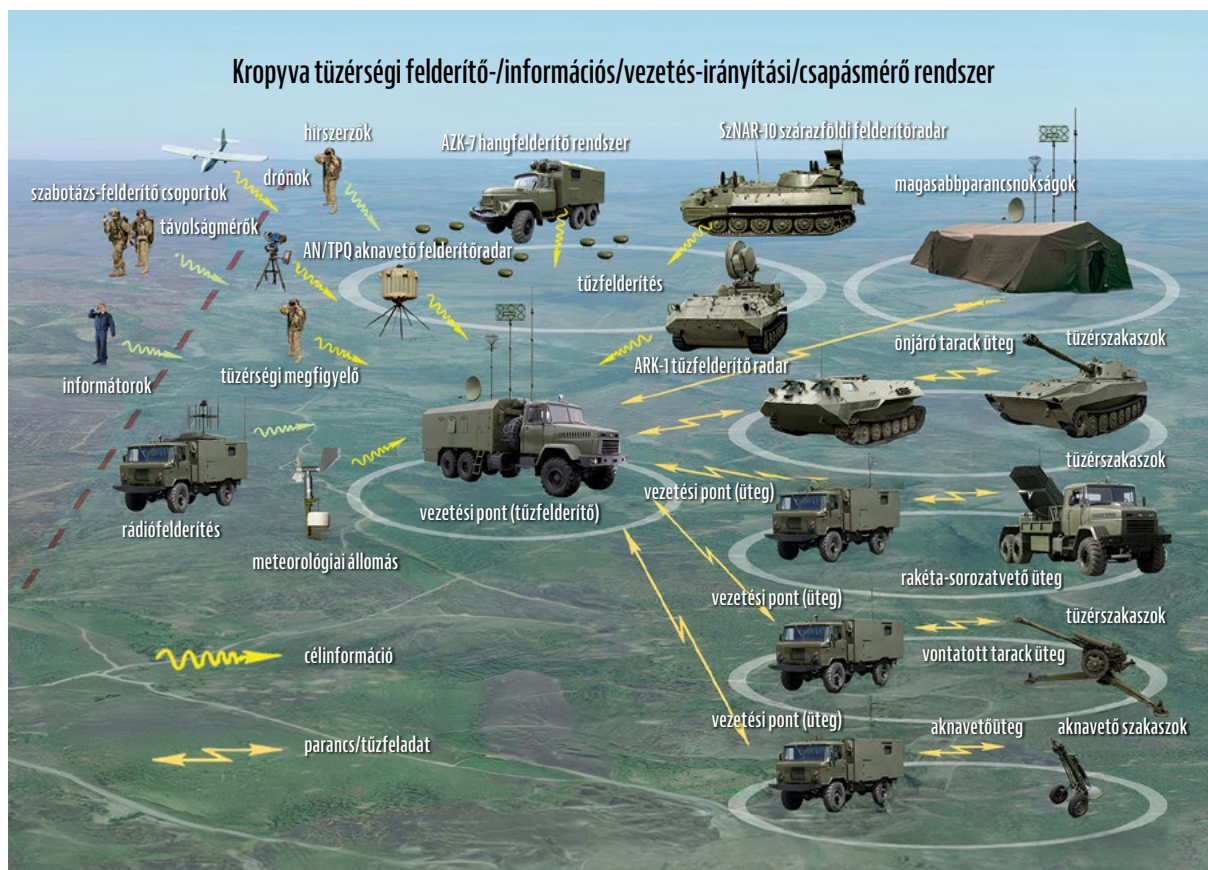 Kropyva tüzérségi felderítő-/információs/vezetés-irányítási/csapásmérő rendszer
hírszerzők
AZK-7 hangfelderítő rendszer
SzNAR-10 szárazföldi felderítőradar
drónok
magasabbparancsnokságok
szabotázs-felderítő csoportok
távolságmérők
AN/TPQ aknavető felderítőradar
tűzfelderítés
önjáró tarack üteg
tüzérszakaszok
ARK-1 tűzfelderítő radar
informátorok
tüzérségi megfigyelő
tüzérszakaszok
vezetési pont (üteg)
vezetési pont (tűzfelderítő)
rádiófelderítés
meteorológiai állomás
rakéta-sorozatvető üteg
vezetési pont (üteg)
tüzérszakaszok
vontatott tarack üteg
célinformáció
vezetési pont (üteg)
aknavetőüteg
aknavető szakaszok
parancs/tűzfeladat